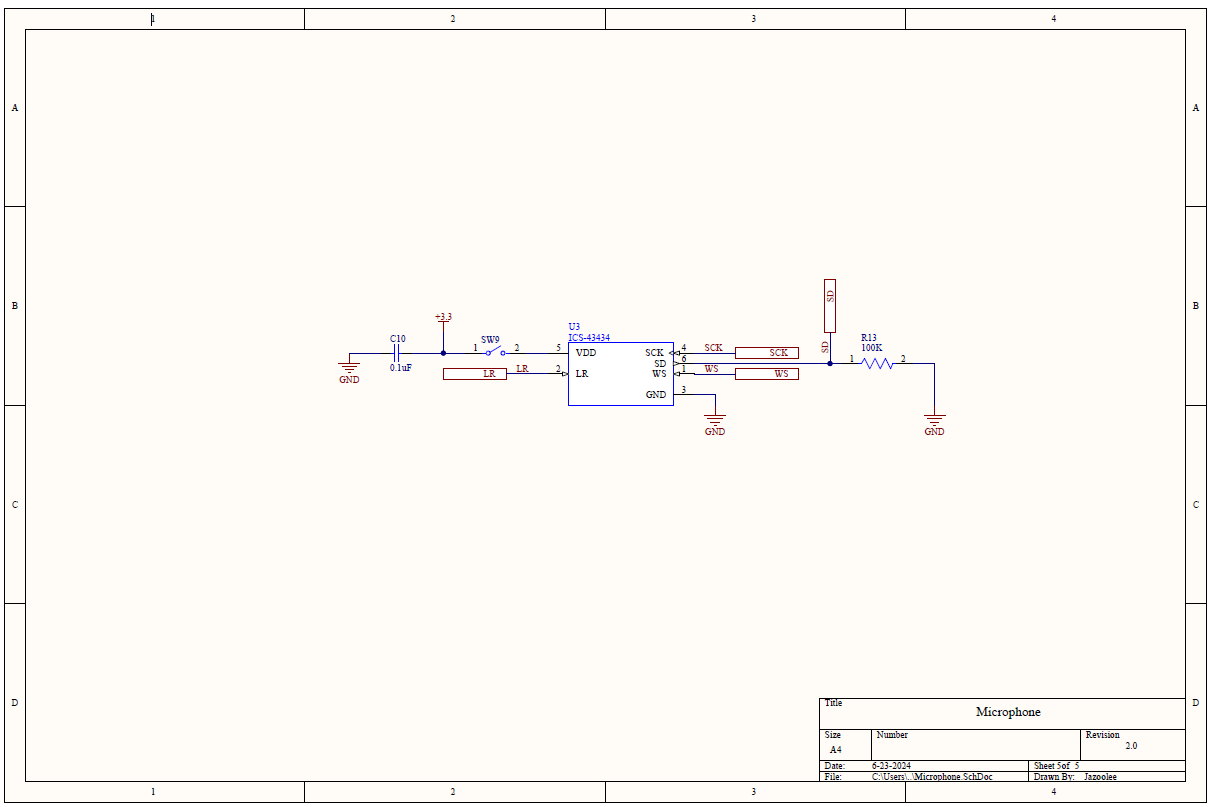 1 2 3 4
A A
SD
B B
+3.3
U3
ICS-43434
C10 SW9 R13
100K
SD
1 2 5 VDD SCK 4 SCK SCK
SD 6 1 2
0.1uF
LR LR 2 LR WS 1 WS WS
GND
GND 3
GND GND
C C
D D
Title
Microphone
Size Number Revision
A4 2.0
Date: 6-23-2024 Sheet 5of 5
File: C:\Users\..\Microphone.SchDoc Drawn By: Jazoolee
1 2 3 4